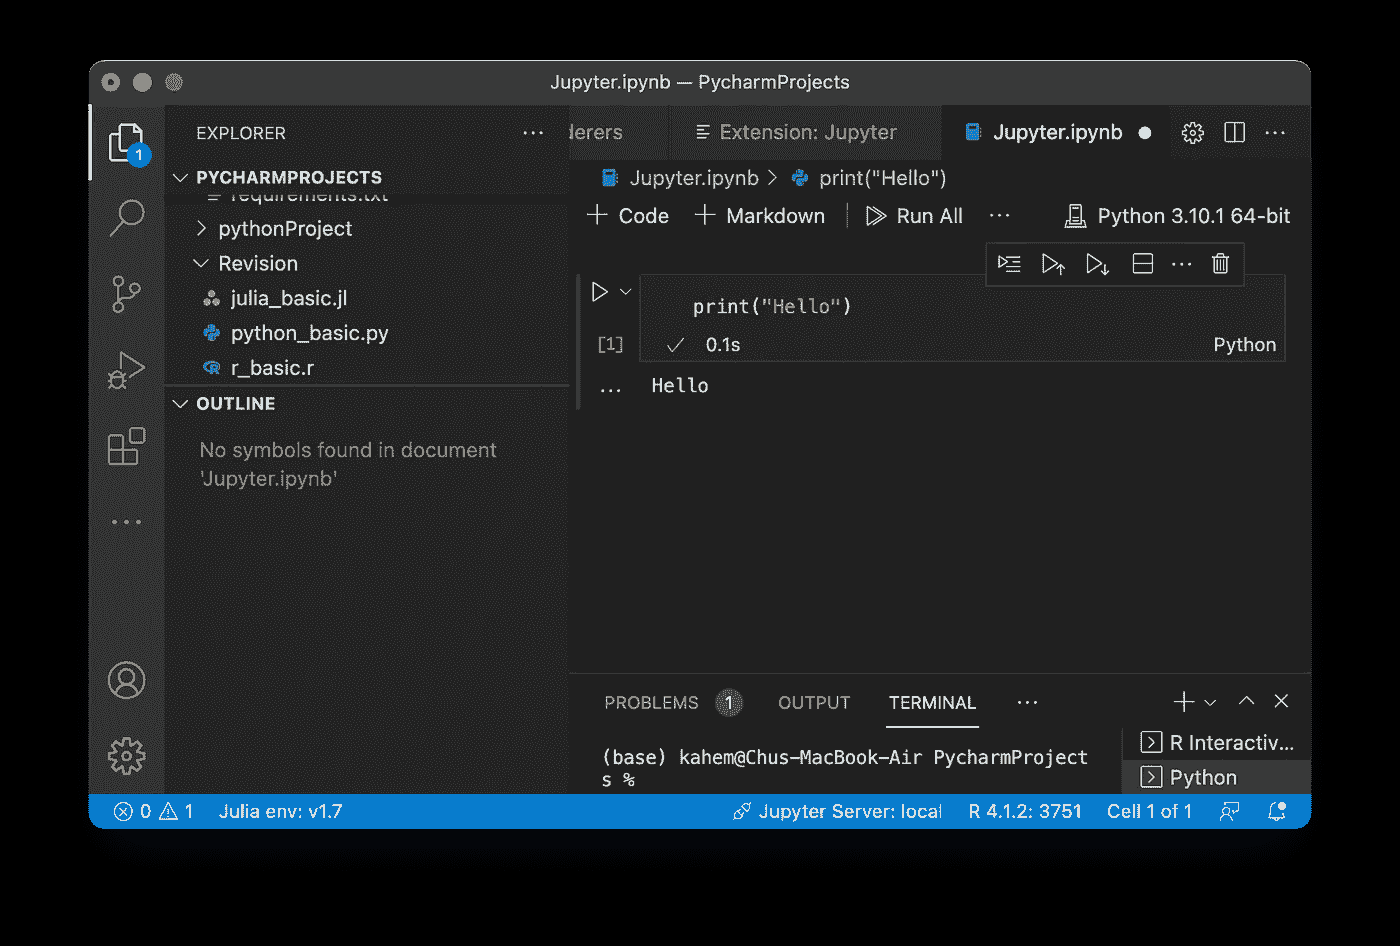 Jupyter.ipynb — PycharmProjects
EXPLORER
1
PYCHARMPROJECTS
requirements.txt
pythonProject
Revision
julia_basic.jl
python_basic.py
r_basic.r
OUTLINE
No symbols found in document
'Jupyter.ipynb'
Extension: Jupyter
Jupyter.ipynb
Jupyter.ipynb > print("Hello")
+ Code + Markdown Run All ... Python 3.10.1 64-bit
print("Hello")
[1] 0.1s Python
... Hello
PROBLEMS 1 OUTPUT TERMINAL ...
(base) kahem@Chus-MacBook-Air PycharmProject
s %
R Interactiv...
Python
0 1 Julia env: v1.7 Jupyter Server: local R 4.1.2: 3751 Cell 1 of 1